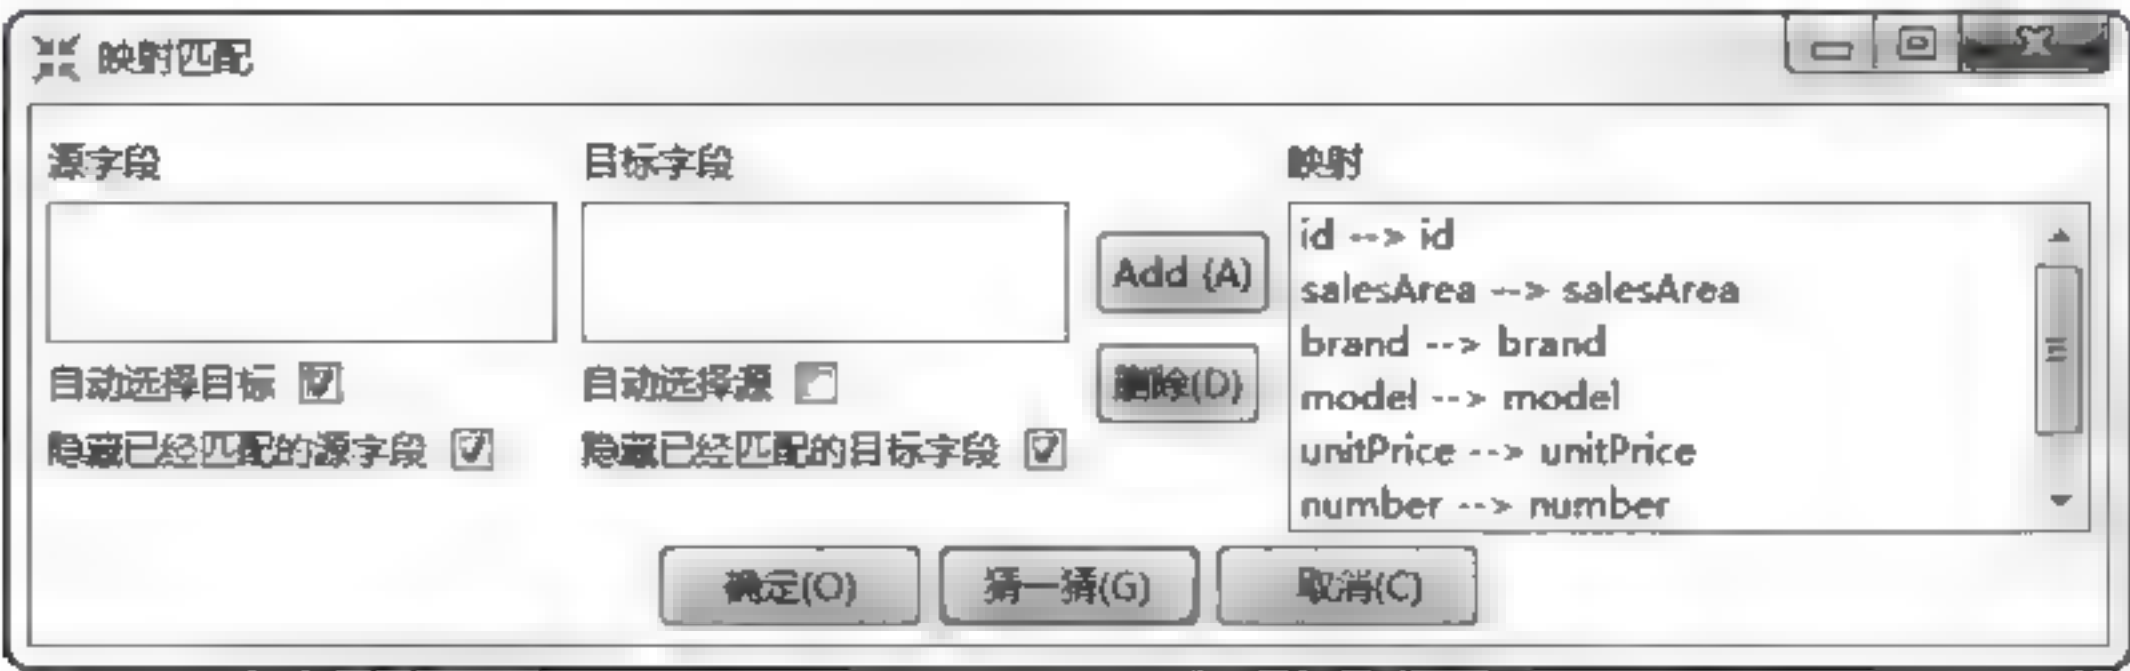 映射匹配
源字段
目标字段
映射
id --> id
salesArea --> salesArea
brand --> brand
model --> model
unitPrice --> unitPrice
number --> number
Add (A)
删除(D)
自动选择目标
自动选择源
隐藏已经匹配的源字段
隐藏已经匹配的目标字段
确定(O)
猜一猜(G)
取消(C)